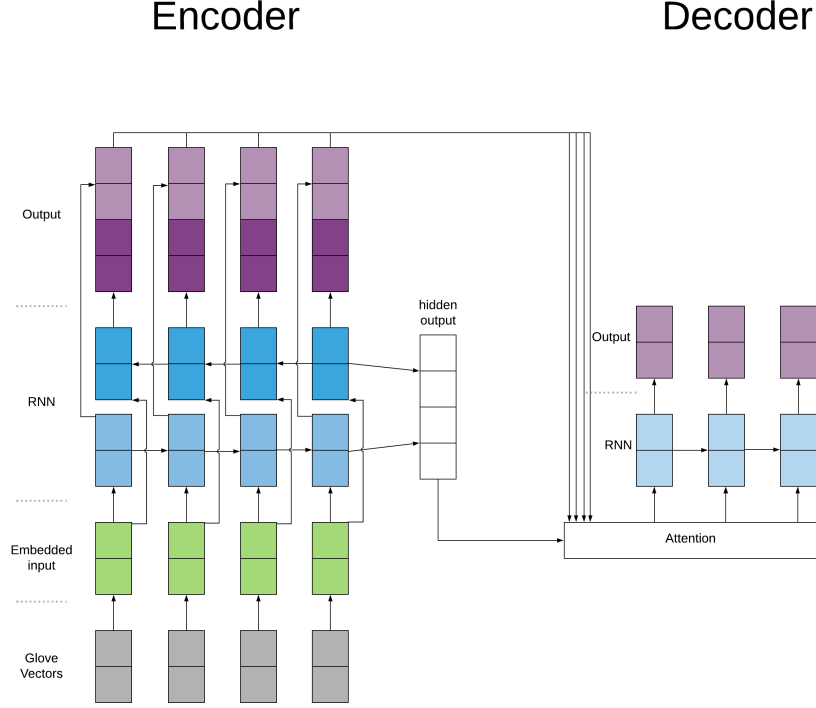 Encoder
Decoder
Output
hidden
output
Output
RNN
RNN
Embedded
input
Attention
Glove
Vectors